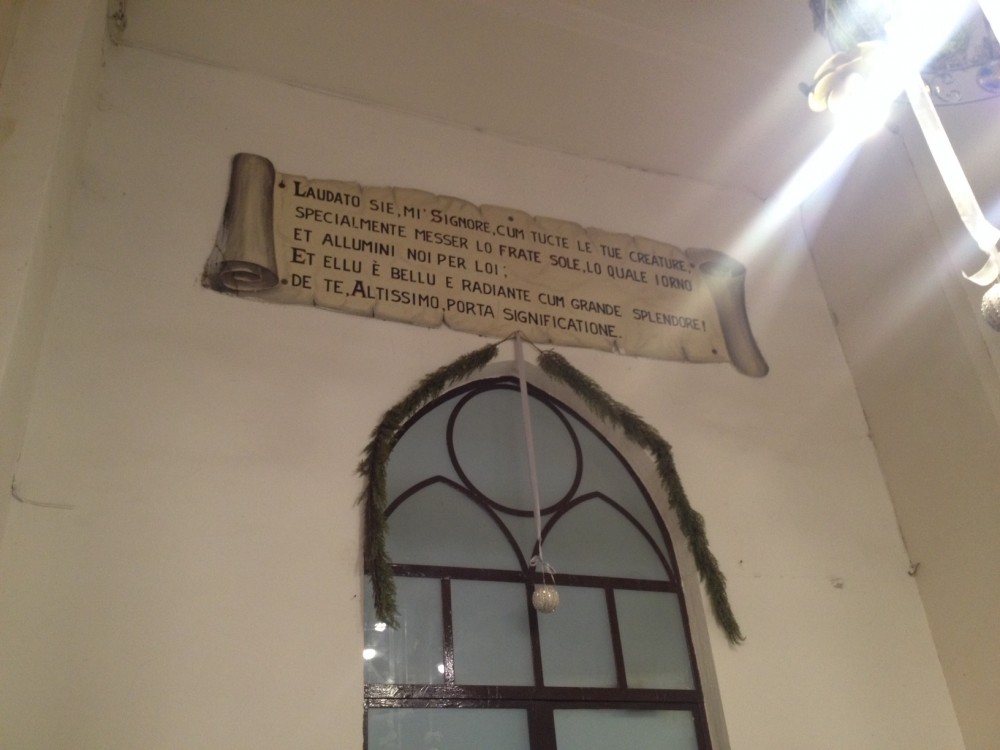 LAUDATO SIE, MI' SIGNORE, CUM TUCTE LE TUE CREATURE,
SPECIALMENTE MESSER LO FRATE SOLE, LO QUALE IORNO
ET ALLUMINI NOI PER LOI;
ET ELLU È BELLU E RADIANTE CUM GRANDE SPLENDORE!
DE TE, ALTISSIMO, PORTA SIGNIFICATIONE.